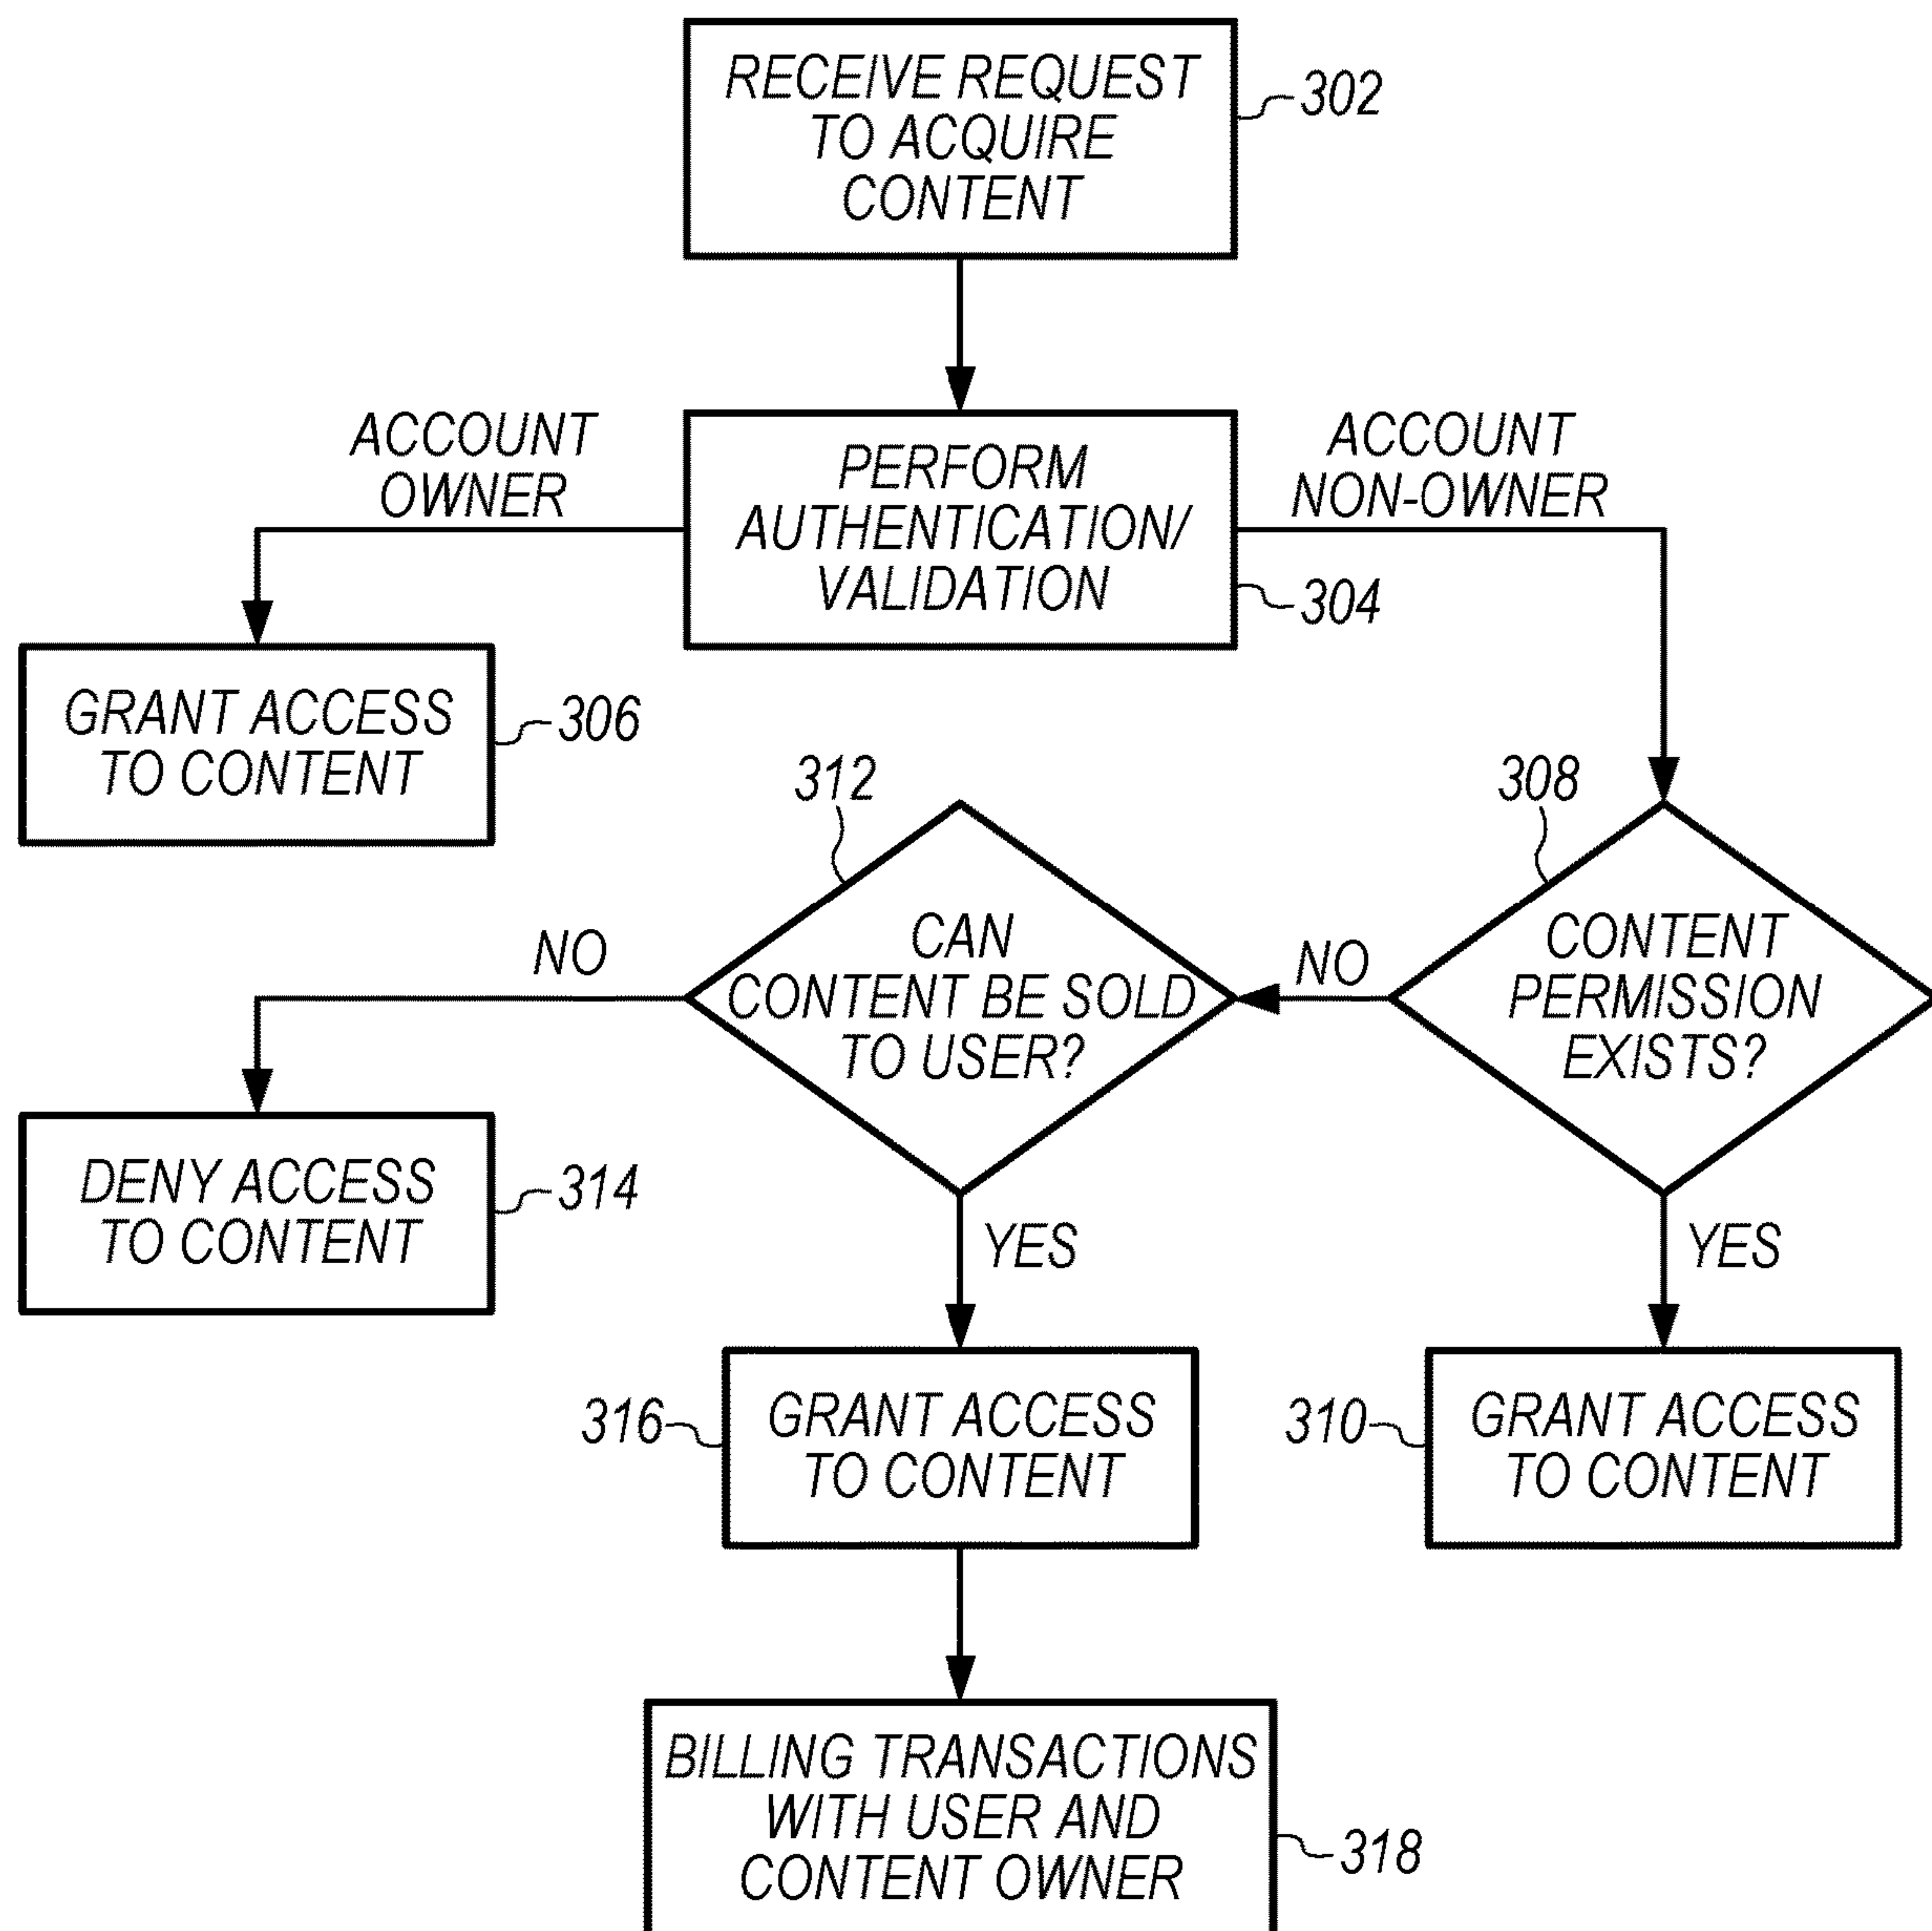 RECEIVE REQUEST
TO ACQUIRE
CONTENT
302
ACCOUNT
OWNER
PERFORM
AUTHENTICATION/
VALIDATION
304
ACCOUNT
NON-OWNER
GRANT ACCESS
TO CONTENT
306
312
308
NO
CAN
CONTENT BE SOLD
TO USER?
NO
CONTENT
PERMISSION
EXISTS?
DENY ACCESS
TO CONTENT
314
YES
YES
316
GRANT ACCESS
TO CONTENT
310
GRANT ACCESS
TO CONTENT
BILLING TRANSACTIONS
WITH USER AND
CONTENT OWNER
318